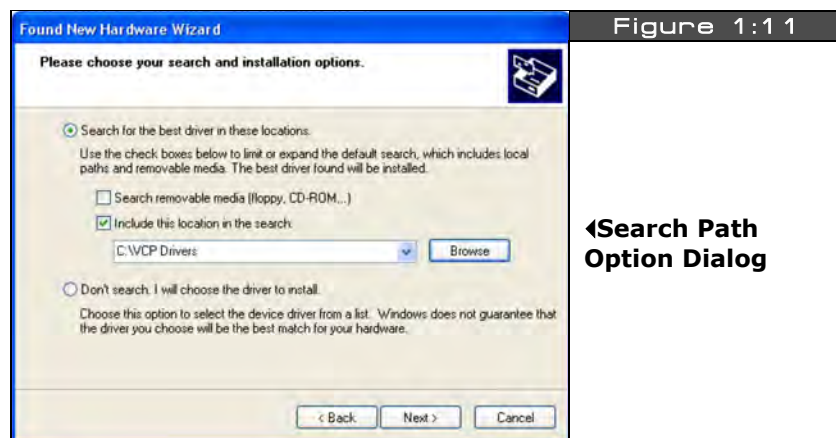 Found New Hardware Wizard
Please choose your search and installation options.
Search for the best driver in these locations.
Use the check boxes below to limit or expand the default search, which includes local
paths and removable media. The best driver found will be installed.
Search removable media (floppy, CD-ROM...)
Include this location in the search:
C:\VCP Drivers
Browse
Don't search. I will choose the driver to install.
Choose this option to select the device driver from a list. Windows does not guarantee that
the driver you choose will be the best match for your hardware.
< Back
Next >
Cancel
Figure 1:11
Search Path
Option Dialog